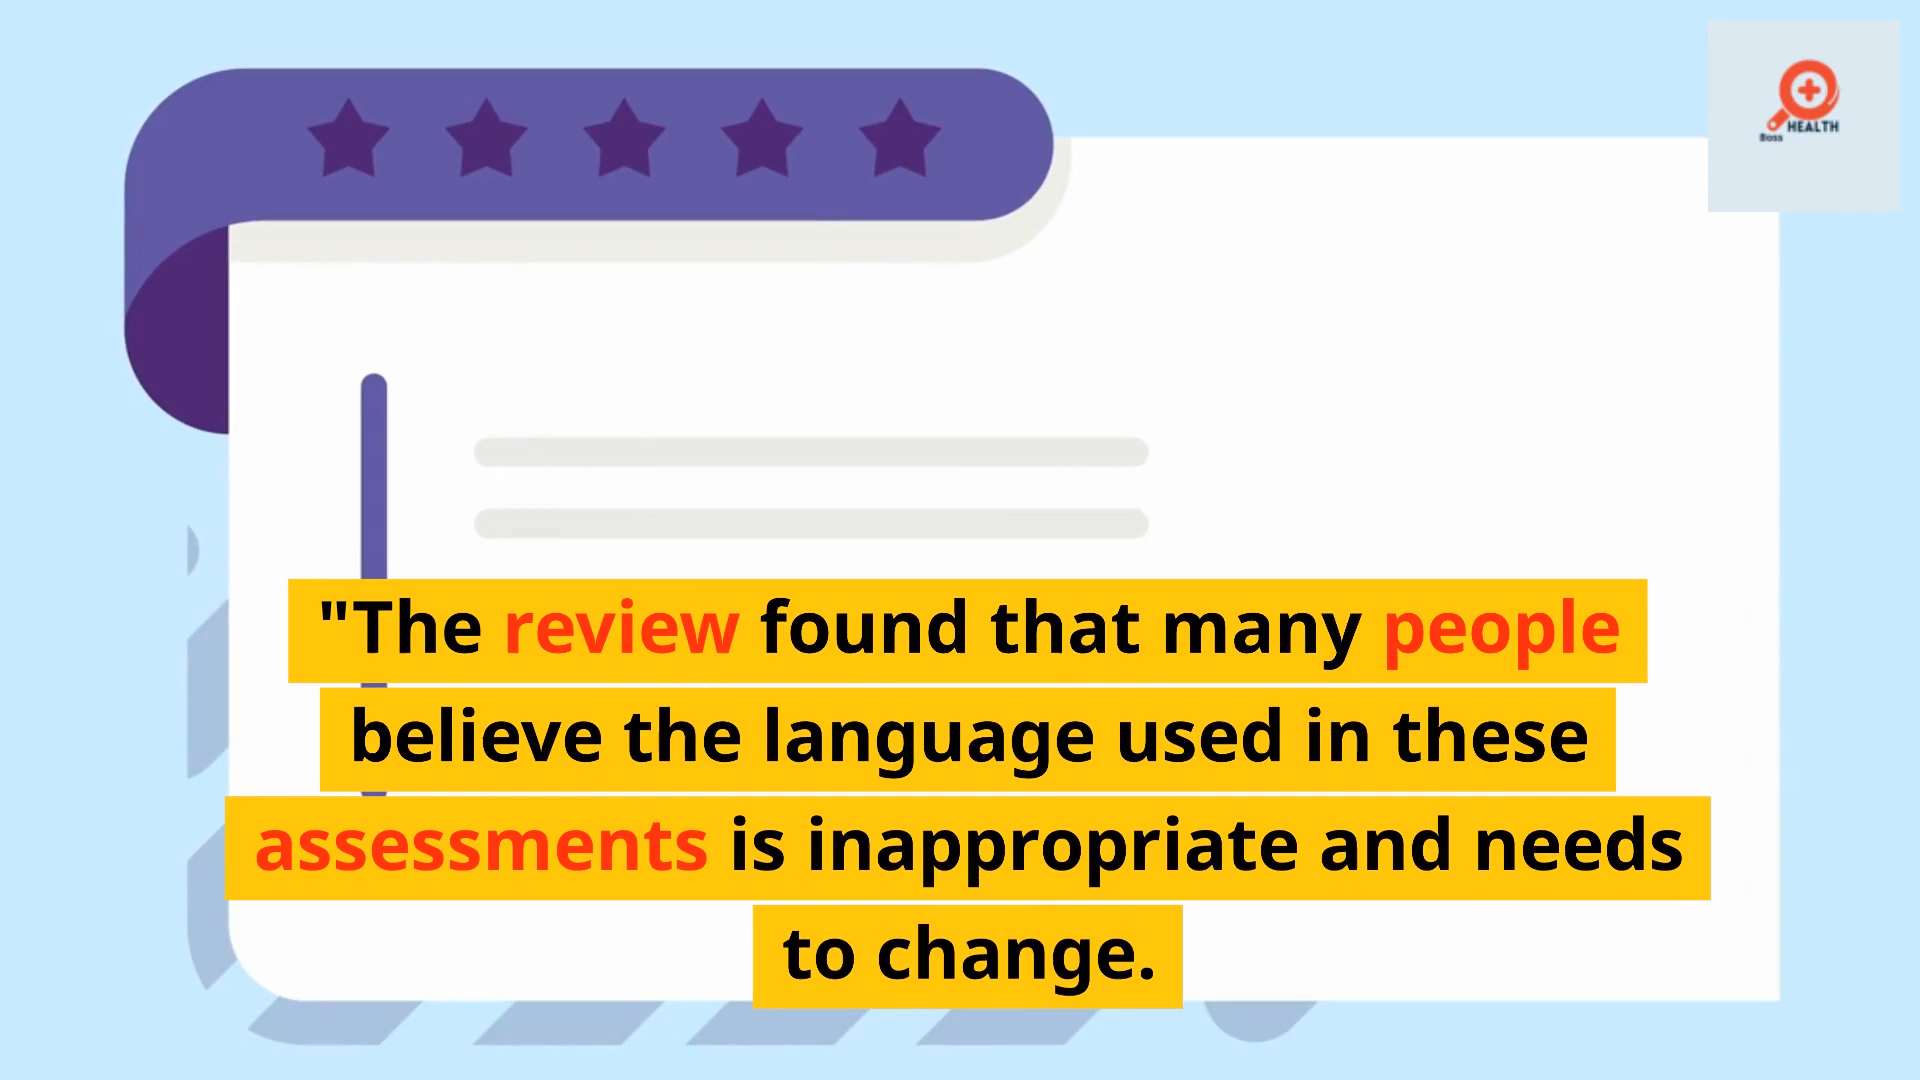 Boss HEALTH
"The review found that many people
believe the language used in these
assessments is inappropriate and needs
to change.